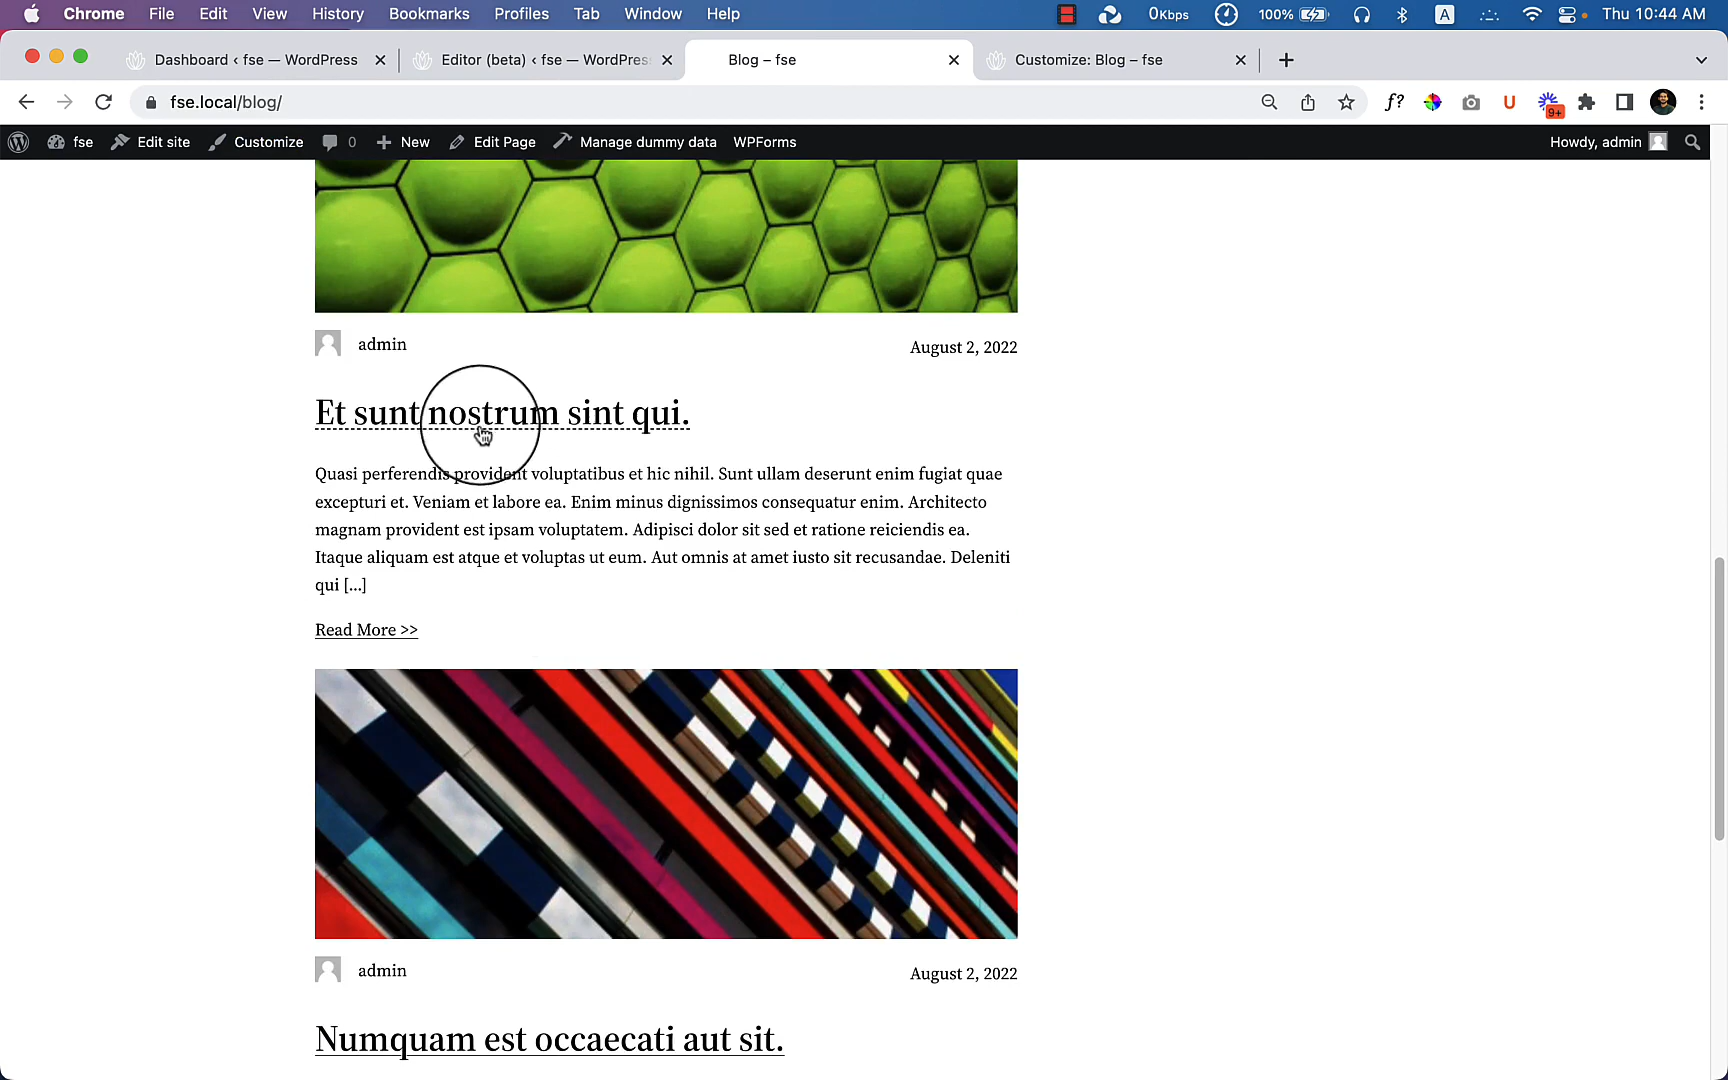 Chrome File Edit View History Bookmarks Profiles Tab Window Help 0Kbps 100% A Thu 10:44 AM
Dashboard ‹ fse — WordPress Editor (beta) ‹ fse — WordPres Blog – fse Customize: Blog – fse
fse.local/blog/ f? U 9+
fse Edit site Customize 0 New Edit Page Manage dummy data WPForms Howdy, admin
admin August 2, 2022
Et sunt nostrum sint qui.
Quasi perferendis provident voluptatibus et hic nihil. Sunt ullam deserunt enim fugiat quae
excepturi et. Veniam et labore ea. Enim minus dignissimos consequatur enim. Architecto
magnam provident est ipsam voluptatem. Adipisci dolor sit sed et ratione reiciendis ea.
Itaque aliquam est atque et voluptas ut eum. Aut omnis at amet iusto sit recusandae. Deleniti
qui [...]
Read More >>
admin August 2, 2022
Numquam est occaecati aut sit.